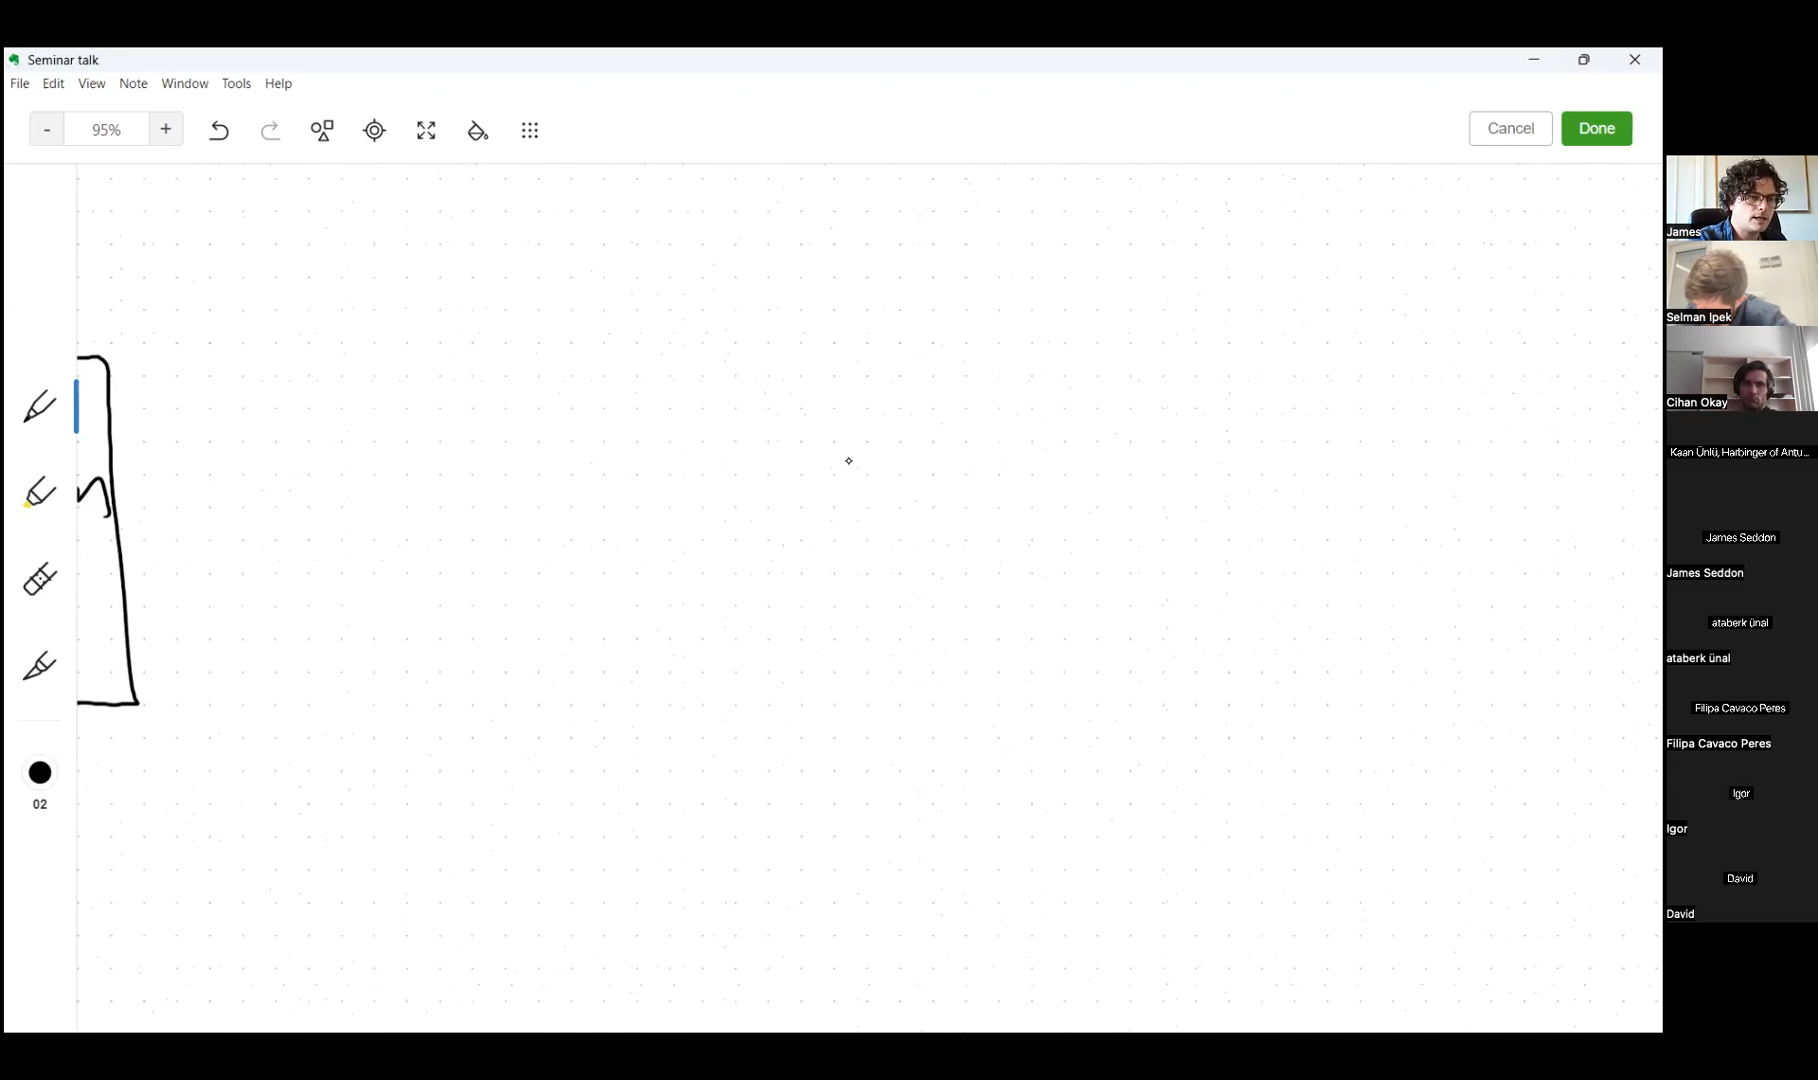 Seminar talk
File Edit View Note Window Tools Help
- 95% +
Cancel Done
James
Selman Ipek
Cihan Okay
Kaan Ünlü, Harbinger of Antu...
James Seddon
James Seddon
ataberk ünal
ataberk ünal
Filipa Cavaco Peres
Filipa Cavaco Peres
Igor
Igor
David
David
02